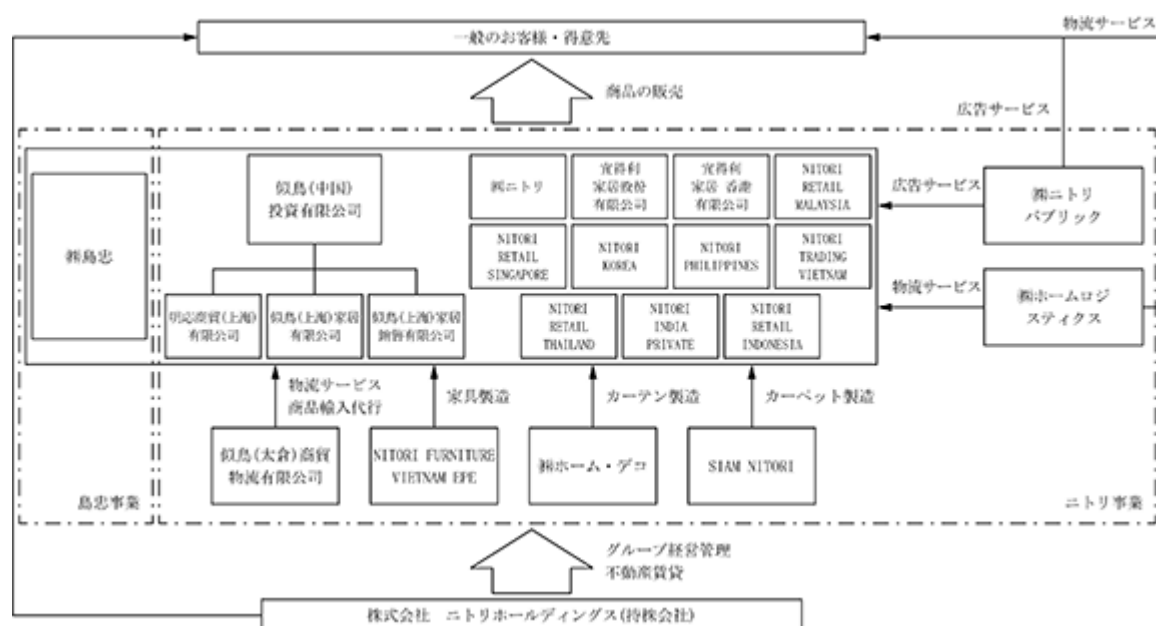 物流サービス
一般のお客様・得意先
商品の販売
広告サービス
㈱島忠
似鳥(中国)
投資有限公司
㈱ニトリ
宜得利
家居股份
有限公司
宜得利
家居 香港
有限公司
NITORI
RETAIL
MALAYSIA
広告サービス
㈱ニトリ
パブリック
NITORI
RETAIL
SINGAPORE
NITORI
KOREA
NITORI
PHILIPPINES
NITORI
TRADING
VIETNAM
物流サービス
㈱ホームロジ
スティクス
明応商貿(上海)
有限公司
似鳥(上海)家居
有限公司
似鳥(上海)家居
銷售有限公司
NITORI
RETAIL
THAILAND
NITORI
INDIA
PRIVATE
NITORI
RETAIL
INDONESIA
物流サービス
商品輸入代行
家具製造
カーテン製造
カーペット製造
似鳥(太倉)商貿
物流有限公司
NITORI FURNITURE
VIETNAM EPE
㈱ホーム・デコ
SIAM NITORI
島忠事業
ニトリ事業
グループ経営管理
不動産賃貸
株式会社 ニトリホールディングス(持株会社)